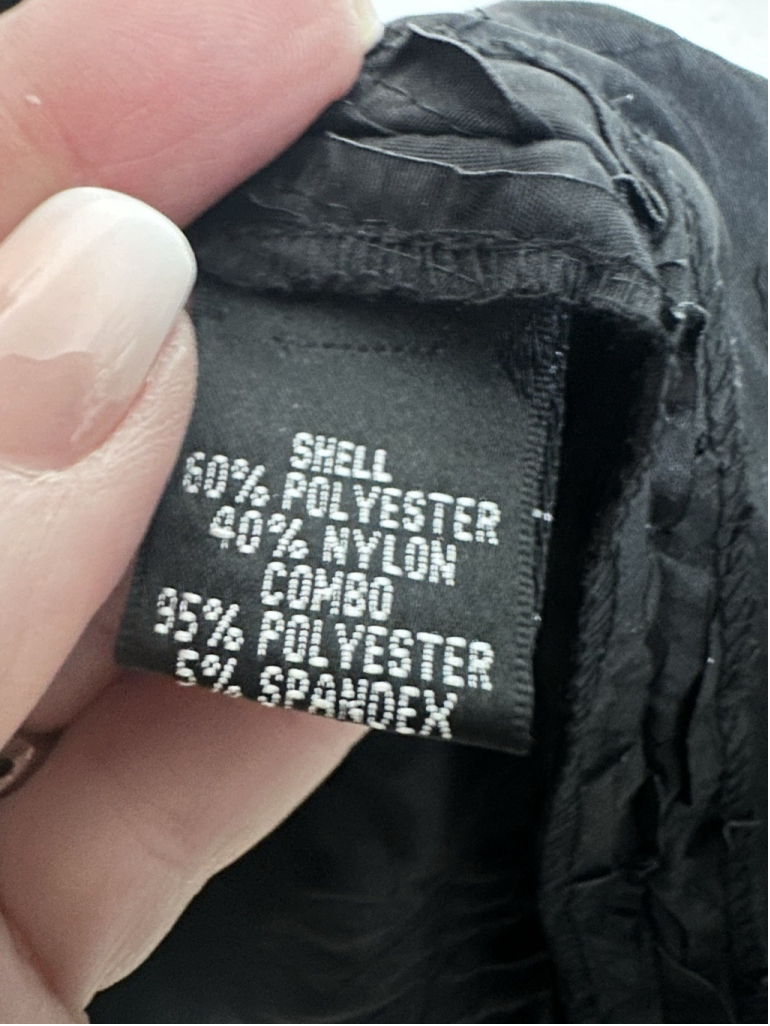 SHELL
60% POLYESTER
40% NYLON
COMBO
95% POLYESTER
5% SPANDEX